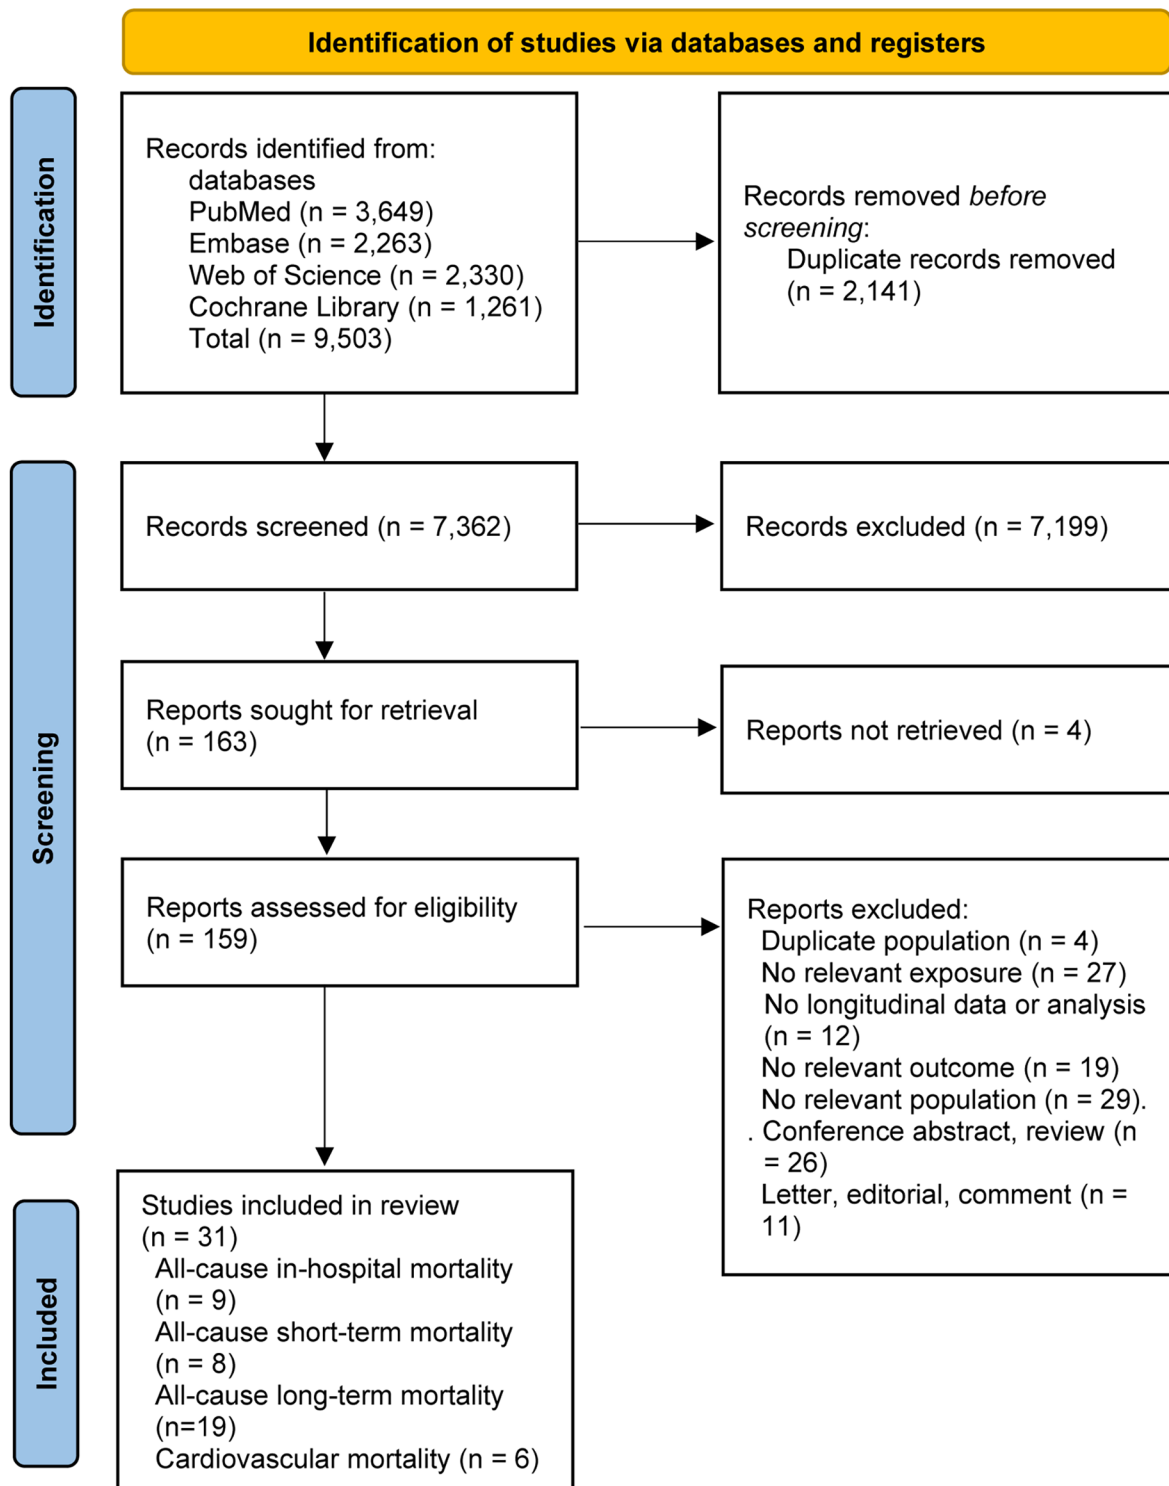 Identification of studies via databases and registers
Identification
Records identified from:
databases
PubMed (n = 3,649)
Embase (n = 2,263)
Web of Science (n = 2,330)
Cochrane Library (n = 1,261)
Total (n = 9,503)
Records removed before
screening:
Duplicate records removed
(n = 2,141)
Screening
Records screened (n = 7,362)
Records excluded (n = 7,199)
Reports sought for retrieval
(n = 163)
Reports not retrieved (n = 4)
Reports assessed for eligibility
(n = 159)
Reports excluded:
Duplicate population (n = 4)
No relevant exposure (n = 27)
No longitudinal data or analysis
(n = 12)
No relevant outcome (n = 19)
No relevant population (n = 29).
. Conference abstract, review (n
= 26)
Letter, editorial, comment (n =
11)
Included
Studies included in review
(n = 31)
All-cause in-hospital mortality
(n = 9)
All-cause short-term mortality
(n = 8)
All-cause long-term mortality
(n=19)
Cardiovascular mortality (n = 6)